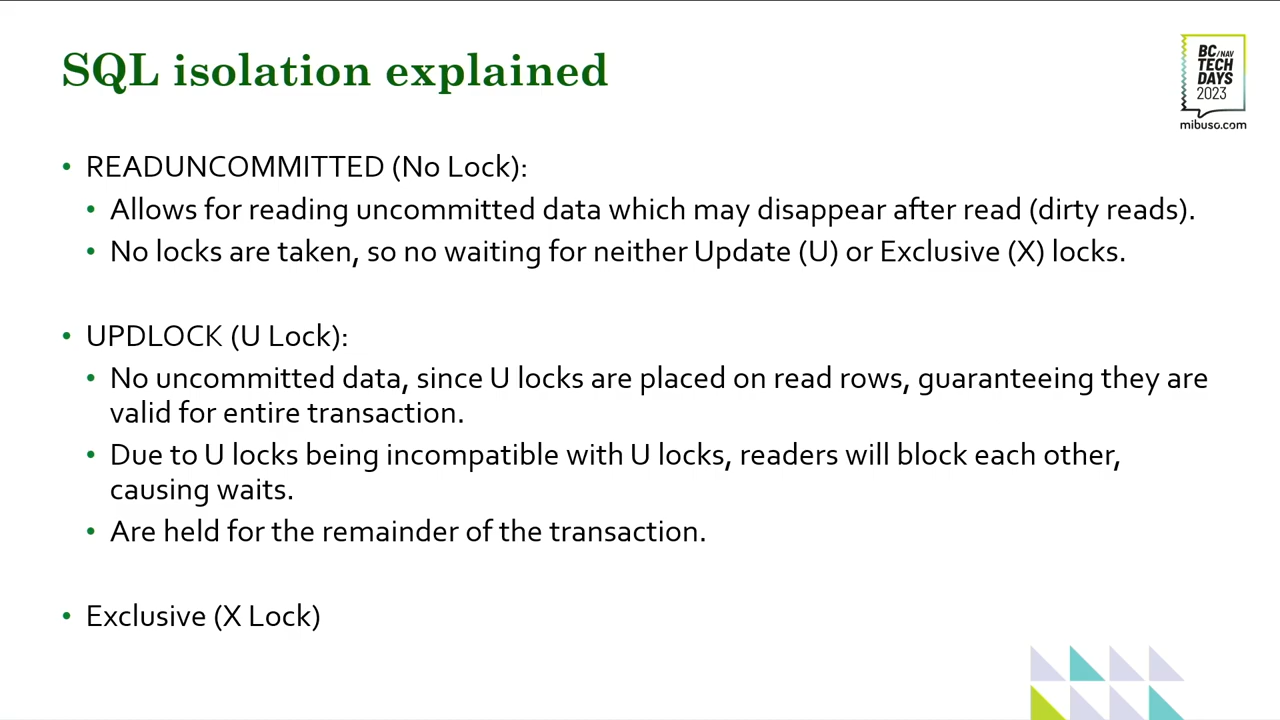 SQL isolation explained
BC/NAV
TECH
DAYS
2023
mibuso.com
• READUNCOMMITTED (No Lock):
• Allows for reading uncommitted data which may disappear after read (dirty reads).
• No locks are taken, so no waiting for neither Update (U) or Exclusive (X) locks.
• UPDLOCK (U Lock):
• No uncommitted data, since U locks are placed on read rows, guaranteeing they are
valid for entire transaction.
• Due to U locks being incompatible with U locks, readers will block each other,
causing waits.
• Are held for the remainder of the transaction.
• Exclusive (X Lock)